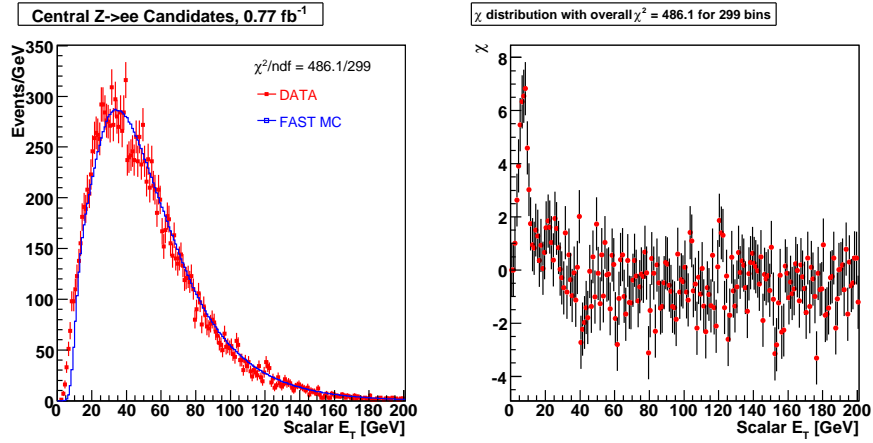 Central Z->ee Candidates, 0.77 fb⁻¹
Events/GeV
350
300
250
200
150
100
50
0
χ²/ndf = 486.1/299
DATA
FAST MC
0 20 40 60 80 100 120 140 160 180 200
Scalar E_T [GeV]
χ distribution with overall χ² = 486.1 for 299 bins
χ
8
6
4
2
0
-2
-4
0 20 40 60 80 100 120 140 160 180 200
Scalar E_T [GeV]